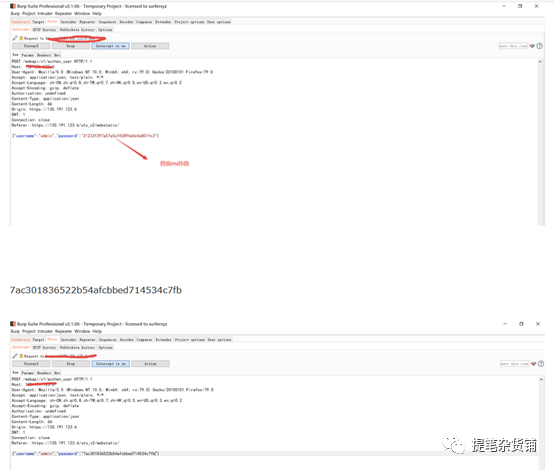 Burp Suite Professional v2.1.06 - Temporary Project - licensed to surferxyz
Burp Project Intruder Repeater Window Help
Dashboard Target Proxy Intruder Repeater Sequencer Decoder Comparer Extender Project options User options
Intercept HTTP history WebSockets history Options
Request to
Forward Drop Intercept is on Action
Raw Params Headers Hex
POST /webapi/v1/authen_user HTTP/1.1
Host:
User-Agent: Mozilla/5.0 (Windows NT 10.0; Win64; x64; rv:79.0) Gecko/20100101 Firefox/79.0
Accept: application/json, text/plain, */*
Accept-Language: zh-CN,zh;q=0.8,zh-TW;q=0.7,zh-HK;q=0.5,en-US;q=0.3,en;q=0.2
Accept-Encoding: gzip, deflate
Authorization: undefined
Content-Type: application/json
Content-Length: 66
Origin: https://135.191.123.6
DNT: 1
Connection: close
Referer: https://135.191.123.6/uts_v2/webstatic/
{"username":"admin","password":"21232f297a57a5a743894a0e4a801fc3"}
7ac301836522b54afcbbed714534c7fb
Burp Suite Professional v2.1.06 - Temporary Project - licensed to surferxyz
Burp Project Intruder Repeater Window Help
Dashboard Target Proxy Intruder Repeater Sequencer Decoder Comparer Extender Project options User options
Intercept HTTP history WebSockets history Options
Request to
Forward Drop Intercept is on Action
Raw Params Headers Hex
POST /webapi/v1/authen_user HTTP/1.1
Host:
User-Agent: Mozilla/5.0 (Windows NT 10.0; Win64; x64; rv:79.0) Gecko/20100101 Firefox/79.0
Accept: application/json, text/plain, */*
Accept-Language: zh-CN,zh;q=0.8,zh-TW;q=0.7,zh-HK;q=0.5,en-US;q=0.3,en;q=0.2
Accept-Encoding: gzip, deflate
Authorization: undefined
Content-Type: application/json
Content-Length: 66
Origin: https://135.191.123.6
DNT: 1
Connection: close
Referer: https://135.191.123.6/uts_v2/webstatic/
{"username":"admin","password":"7ac301836522b54afcbbed714534c7fb"}
提笔杂货铺